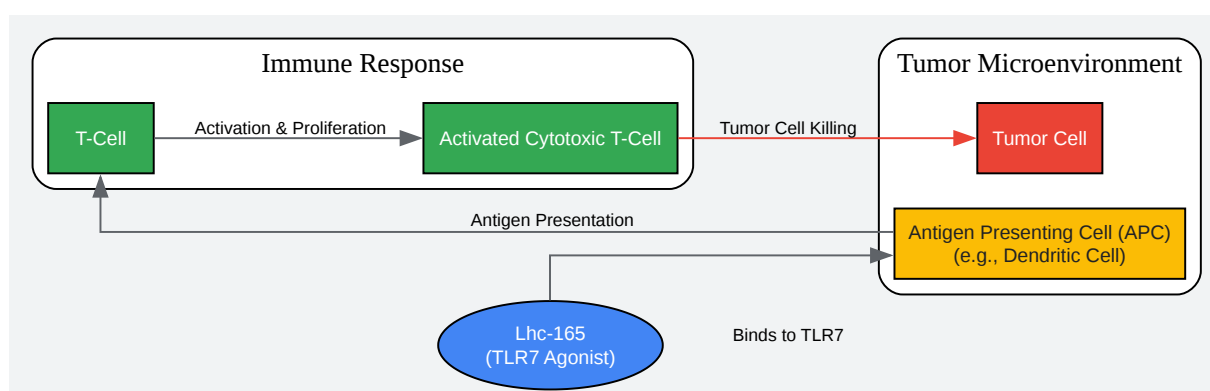 Immune Response
Tumor Microenvironment
T-Cell
Activation & Proliferation
Activated Cytotoxic T-Cell
Tumor Cell Killing
Tumor Cell
Antigen Presentation
Antigen Presenting Cell (APC)
(e.g., Dendritic Cell)
Lhc-165
(TLR7 Agonist)
Binds to TLR7